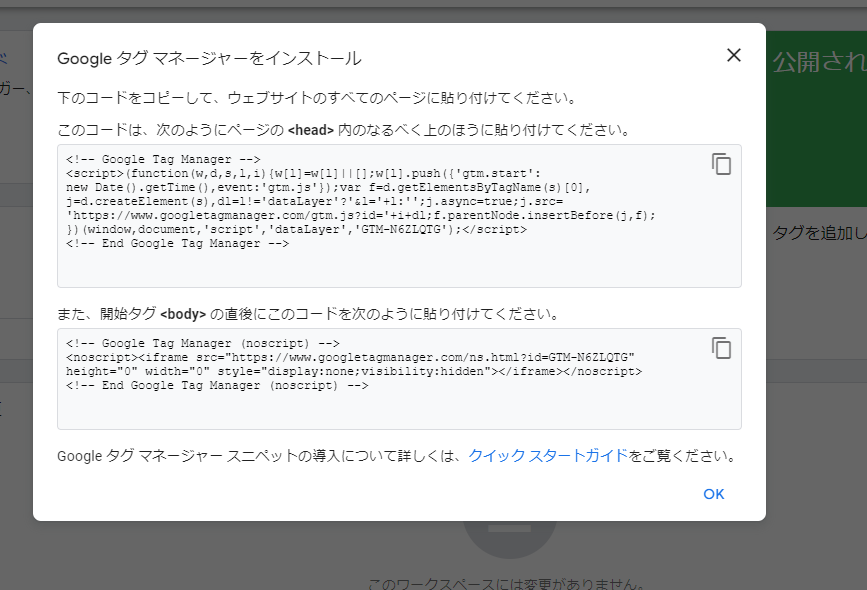 Google タグ マネージャーをインストール
公開され
ガー、
下のコードをコピーして、ウェブサイトのすべてのページに貼り付けてください。
このコードは、次のようにページの <head> 内のなるべく上のほうに貼り付けてください。
<!-- Google Tag Manager -->
<script>(function(w,d,s,l,i){w[l]=w[l]||[];w[l].push({'gtm.start':
new Date().getTime(),event:'gtm.js'});var f=d.getElementsByTagName(s)[0],
j=d.createElement(s),dl=l!='dataLayer'?'&l='+l:'';j.async=true;j.src=
'https://www.googletagmanager.com/gtm.js?id='+i+dl;f.parentNode.insertBefore(j,f);
})(window,document,'script','dataLayer','GTM-N6ZLQTG');</script>
<!-- End Google Tag Manager -->
タグを追加し
また、開始タグ <body> の直後にこのコードを次のように貼り付けてください。
<!-- Google Tag Manager (noscript) -->
<noscript><iframe src="https://www.googletagmanager.com/ns.html?id=GTM-N6ZLQTG"
height="0" width="0" style="display:none;visibility:hidden"></iframe></noscript>
<!-- End Google Tag Manager (noscript) -->
Google タグ マネージャー スニペットの導入について詳しくは、クイック スタートガイドをご覧ください。
OK
このワークスペースには変更がありません。